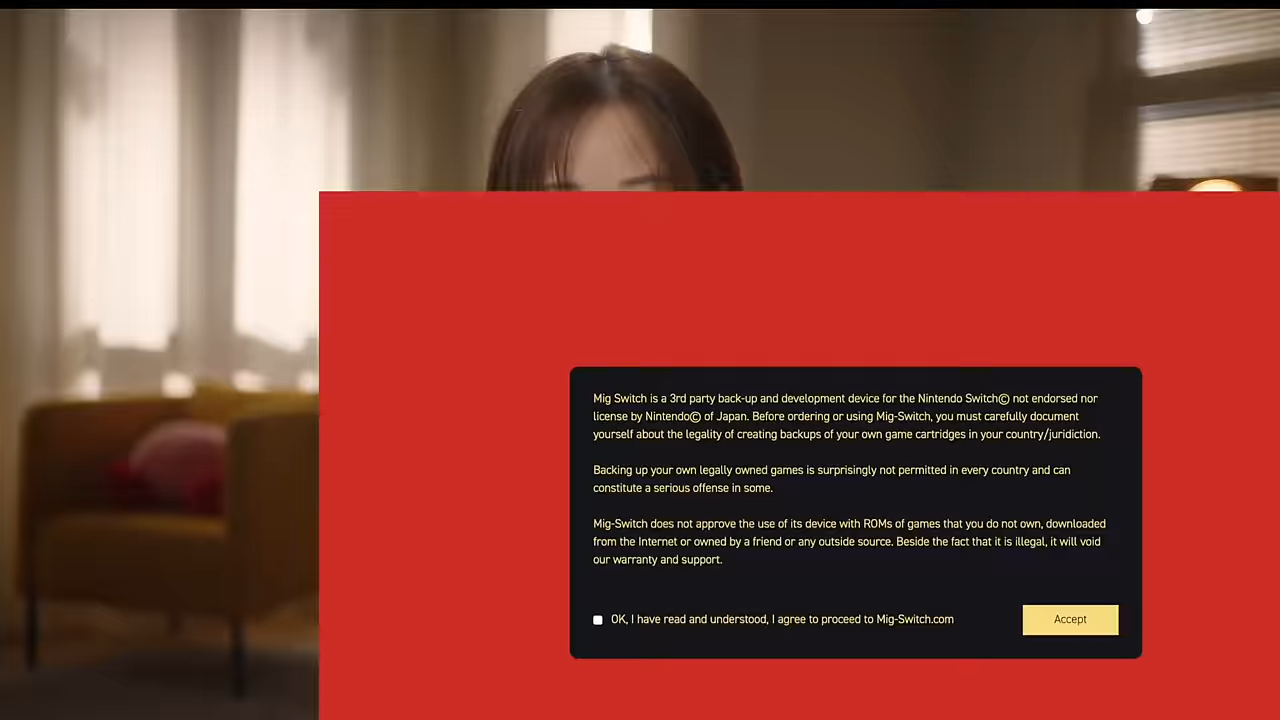 Mig Switch is a 3rd party back-up and development device for the Nintendo Switch© not endorsed nor
license by Nintendo© of Japan. Before ordering or using Mig-Switch, you must carefully document
yourself about the legality of creating backups of your own game cartridges in your country/juridiction.
Backing up your own legally owned games is surprisingly not permitted in every country and can
constitute a serious offense in some.
Mig-Switch does not approve the use of its device with ROMs of games that you do not own, downloaded
from the Internet or owned by a friend or any outside source. Beside the fact that it is illegal, it will void
our warranty and support.
OK, I have read and understood, I agree to proceed to Mig-Switch.com
Accept